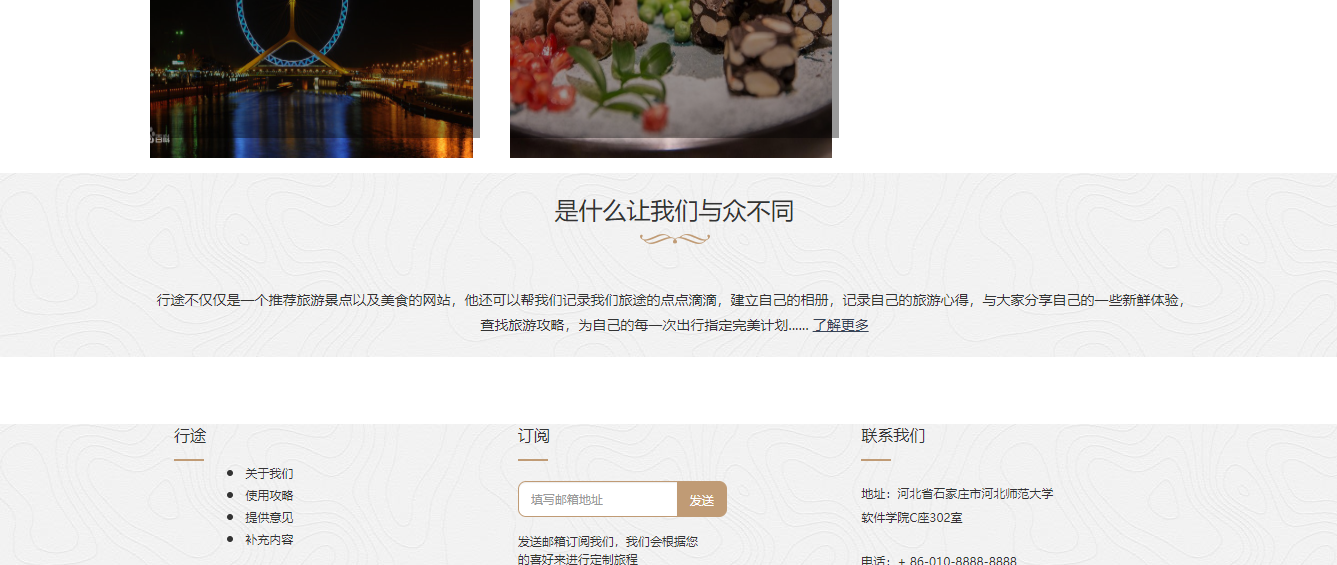 百科
是什么让我们与众不同
行途不仅仅是一个推荐旅游景点以及美食的网站，他还可以帮我们记录我们旅途的点点滴滴，建立自己的相册，记录自己的旅游心得，与大家分享自己的一些新鲜体验，
查找旅游攻略，为自己的每一次出行指定完美计划...... 了解更多
行途
关于我们
使用攻略
提供意见
补充内容
订阅
填写邮箱地址
发送
发送邮箱订阅我们，我们会根据您
的喜好来进行定制旅程
联系我们
地址：河北省石家庄市河北师范大学
软件学院C座302室
电话：+ 86-010-8888-8888